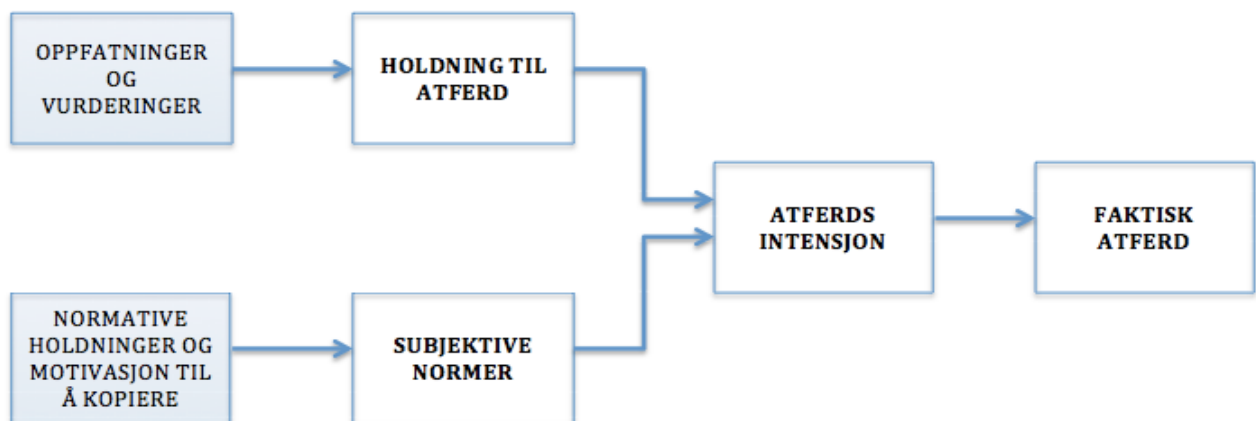 OPPFATNINGER
OG
VURDERINGER
HOLDNING TIL
ATFERD
ATFERDS
INTENSJON
FAKTISK
ATFERD
NORMATIVE
HOLDNINGER OG
MOTIVASJON TIL
Å KOPIERE
SUBJEKTIVE
NORMER